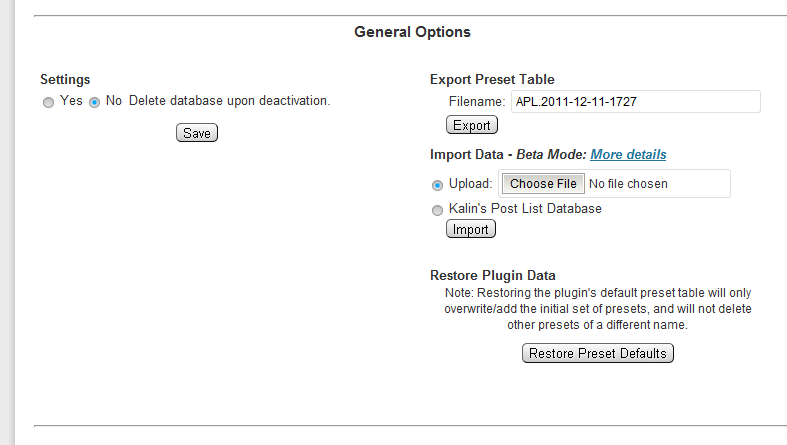 General Options
Settings
Yes No Delete database upon deactivation.
Save
Export Preset Table
Filename: APL.2011-12-11-1727
Export
Import Data - Beta Mode: More details
Upload: Choose File No file chosen
Kalin's Post List Database
Import
Restore Plugin Data
Note: Restoring the plugin's default preset table will only
overwrite/add the initial set of presets, and will not delete
other presets of a different name.
Restore Preset Defaults